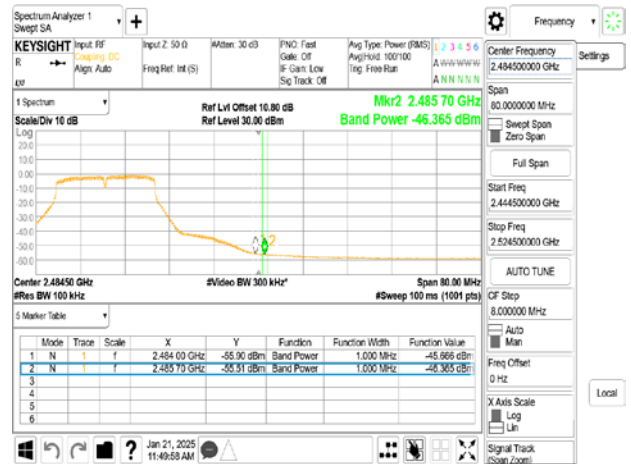 Spectrum Analyzer 1
Swept SA
Frequency
KEYSIGHT
R
Input: RF
Coupling: DC
Align: Auto
Input Z: 50 Ω
Freq Ref: Int (S)
#Atten: 30 dB
PNO: Fast
Gate: Off
IF Gain: Low
Sig Track: Off
Avg Type: Power (RMS)
Avg|Hold: 100/100
Trig: Free Run
1 2 3 4 5 6
A W W W W W
A N N N N N
Center Frequency
2.484500000 GHz
Settings
Span
80.0000000 MHz
Swept Span
Zero Span
Full Span
Start Freq
2.444500000 GHz
Stop Freq
2.524500000 GHz
AUTO TUNE
CF Step
8.000000 MHz
Auto
Man
Freq Offset
0 Hz
X Axis Scale
Log
Lin
Signal Track
(Span Zoom)
Local
1 Spectrum
Scale/Div 10 dB
Ref Lvl Offset 10.80 dB
Ref Level 30.00 dBm
Mkr2 2.485 70 GHz
Band Power -46.365 dBm
Log
20.0
10.0
0.00
-10.0
-20.0
-30.0
-40.0
-50.0
-60.0
2
Center 2.48450 GHz
#Res BW 100 kHz
#Video BW 300 kHz*
Span 80.00 MHz
#Sweep 100 ms (1001 pts)
5 Marker Table
Mode Trace Scale X Y Function Function Width Function Value
1 N 1 f 2.484 00 GHz -55.90 dBm Band Power 1.000 MHz -45.666 dBm
2 N 1 f 2.485 70 GHz -55.51 dBm Band Power 1.000 MHz -46.365 dBm
3
4
5
6
Jan 21, 2025
11:49:58 AM